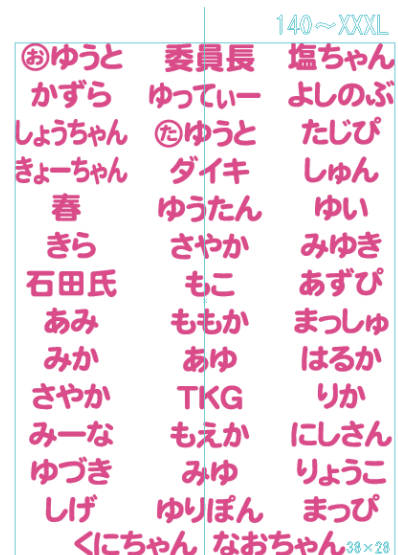 140～XXXL
㋔ゆうと 委員長 塩ちゃん
かずら ゆってぃー よしのぶ
しょうちゃん ㋟ゆうと たじぴ
きょーちゃん ダイキ しゅん
春 ゆうたん ゆい
きら さやか みゆき
石田氏 もこ あずぴ
あみ ももか まっしゅ
みか あゆ はるか
さやか TKG りか
みーな もえか にしさん
ゆづき みゆ りょうこ
しげ ゆりぽん まっぴ
くにちゃん なおちゃん 38×28